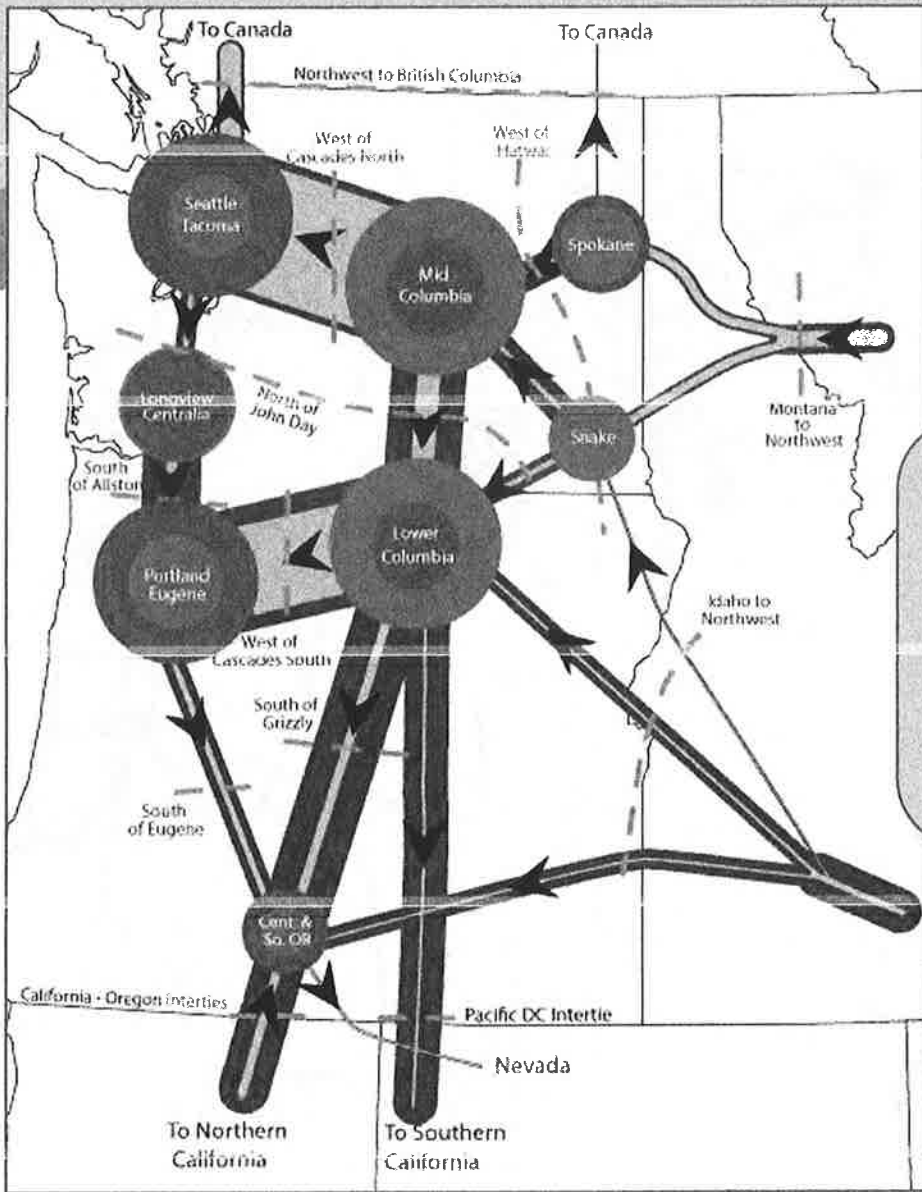 To Canada
To Canada
Northwest to British Columbia
West of
Cascades North
West of
Hatwai
Seattle
Tacoma
Spokane
Mid
Columbia
Longview
Centralia
North of
John Day
Snake
Montana
to
Northwest
South
of Allston
Lower
Columbia
Portland
Eugene
Idaho to
Northwest
West of
Cascades South
South of
Grizzly
South
of Eugene
Cent. &
So. OR
California - Oregon Interties
Pacific DC Intertie
Nevada
To Northern
California
To Southern
California